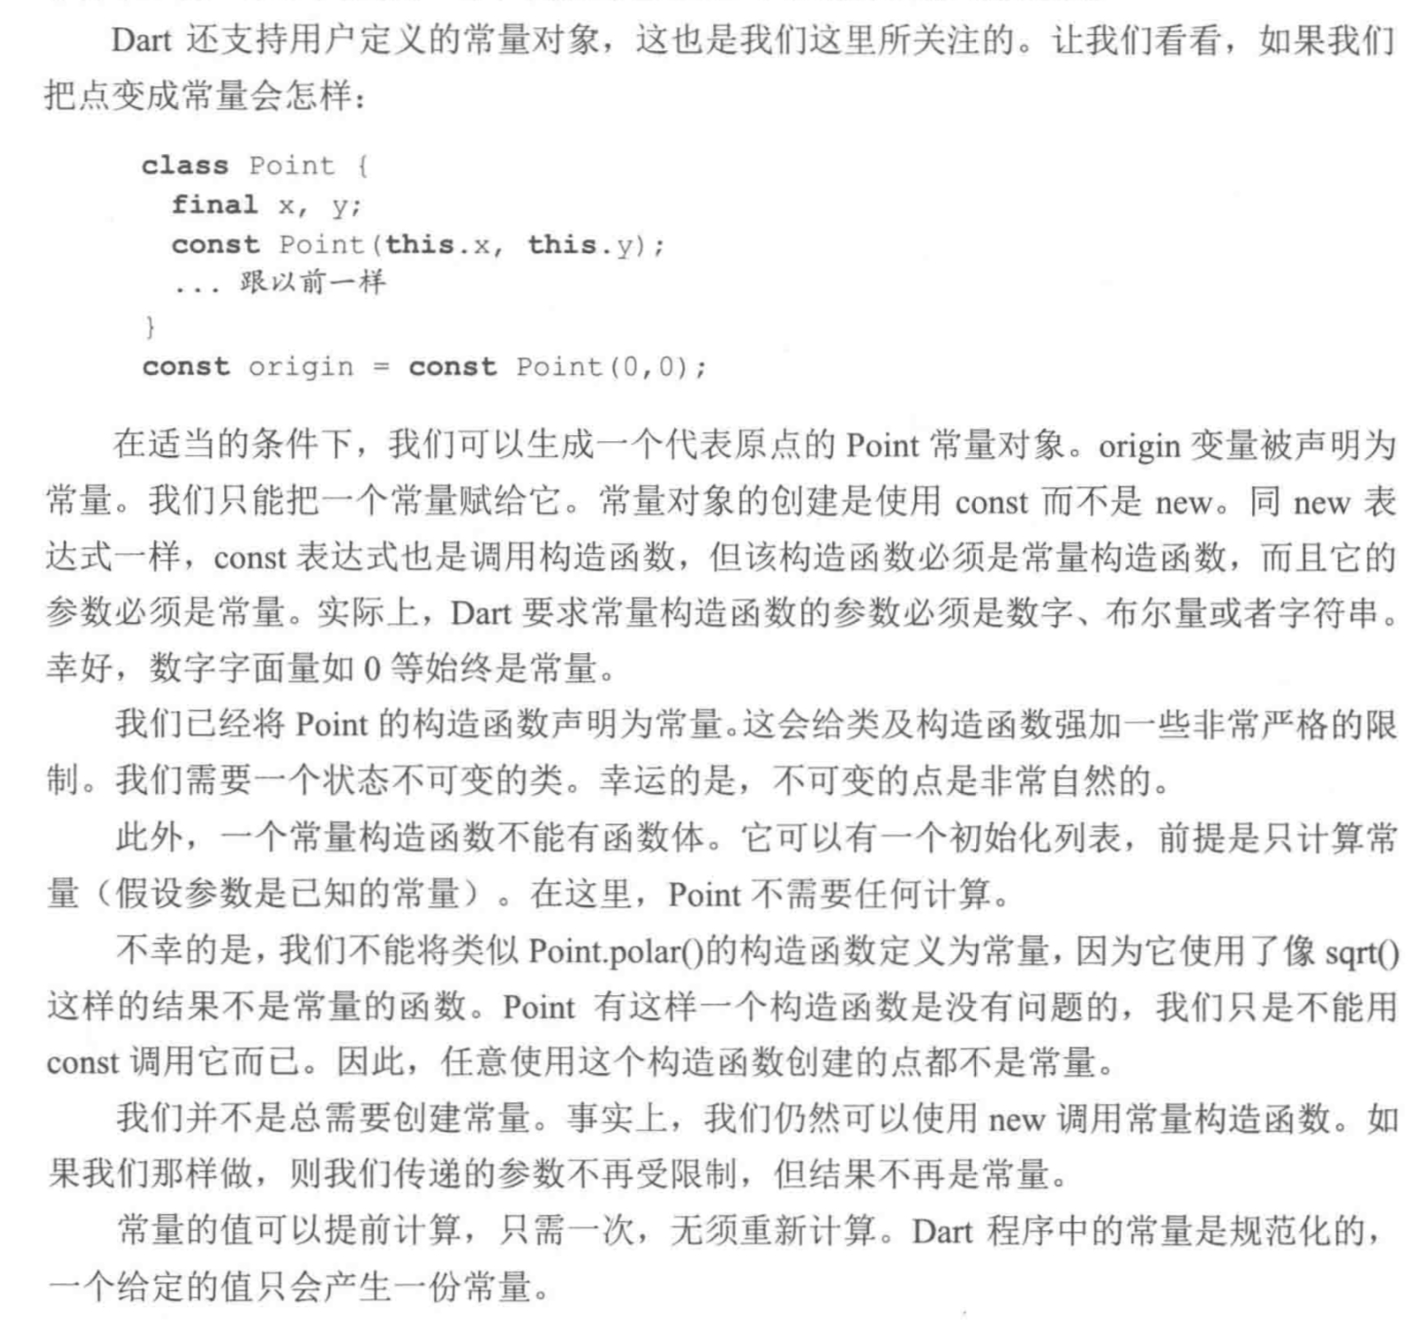 Dart 还支持用户定义的常量对象，这也是我们这里所关注的。让我们看看，如果我们
把点变成常量会怎样：
class Point {
final x, y;
const Point(this.x, this.y);
... 跟以前一样
}
const origin = const Point(0,0);
在适当的条件下，我们可以生成一个代表原点的 Point 常量对象。origin 变量被声明为
常量。我们只能把一个常量赋给它。常量对象的创建是使用 const 而不是 new。同 new 表
达式一样，const 表达式也是调用构造函数，但该构造函数必须是常量构造函数，而且它的
参数必须是常量。实际上，Dart 要求常量构造函数的参数必须是数字、布尔量或者字符串。
幸好，数字字面量如 0 等始终是常量。
我们已经将 Point 的构造函数声明为常量。这会给类及构造函数强加一些非常严格的限
制。我们需要一个状态不可变的类。幸运的是，不可变的点是非常自然的。
此外，一个常量构造函数不能有函数体。它可以有一个初始化列表，前提是只计算常
量（假设参数是已知的常量）。在这里，Point 不需要任何计算。
不幸的是，我们不能将类似 Point.polar()的构造函数定义为常量，因为它使用了像 sqrt()
这样的结果不是常量的函数。Point 有这样一个构造函数是没有问题的，我们只是不能用
const 调用它而已。因此，任意使用这个构造函数创建的点都不是常量。
我们并不是总需要创建常量。事实上，我们仍然可以使用 new 调用常量构造函数。如
果我们那样做，则我们传递的参数不再受限制，但结果不再是常量。
常量的值可以提前计算，只需一次，无须重新计算。Dart 程序中的常量是规范化的，
一个给定的值只会产生一份常量。